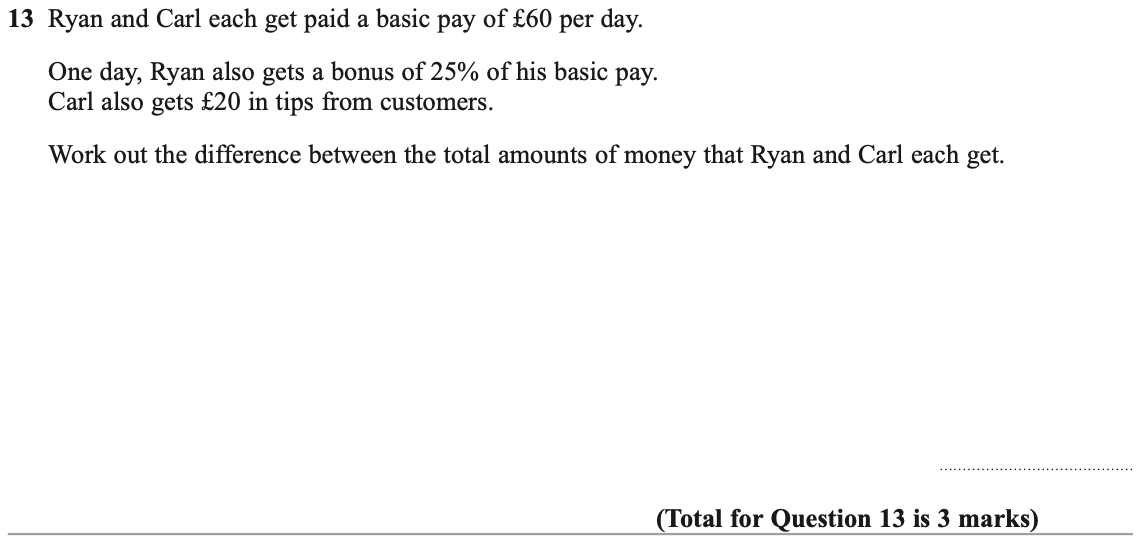 13 Ryan and Carl each get paid a basic pay of £60 per day.
One day, Ryan also gets a bonus of 25% of his basic pay.
Carl also gets £20 in tips from customers.
Work out the difference between the total amounts of money that Ryan and Carl each get.
(Total for Question 13 is 3 marks)